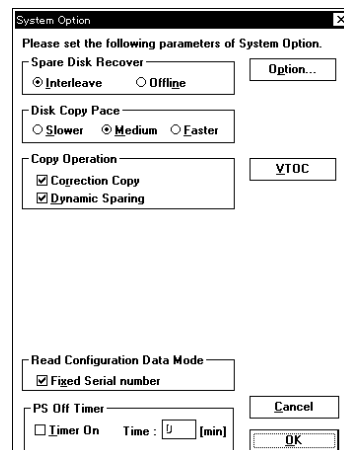 System Option
Please set the following parameters of System Option.
Spare Disk Recover
Interleave Offline
Option...
Disk Copy Pace
Slower Medium Faster
Copy Operation
Correction Copy
Dynamic Sparing
VTOC
Read Configuration Data Mode
Fixed Serial number
PS Off Timer
Timer On Time : 0 [min]
Cancel
OK